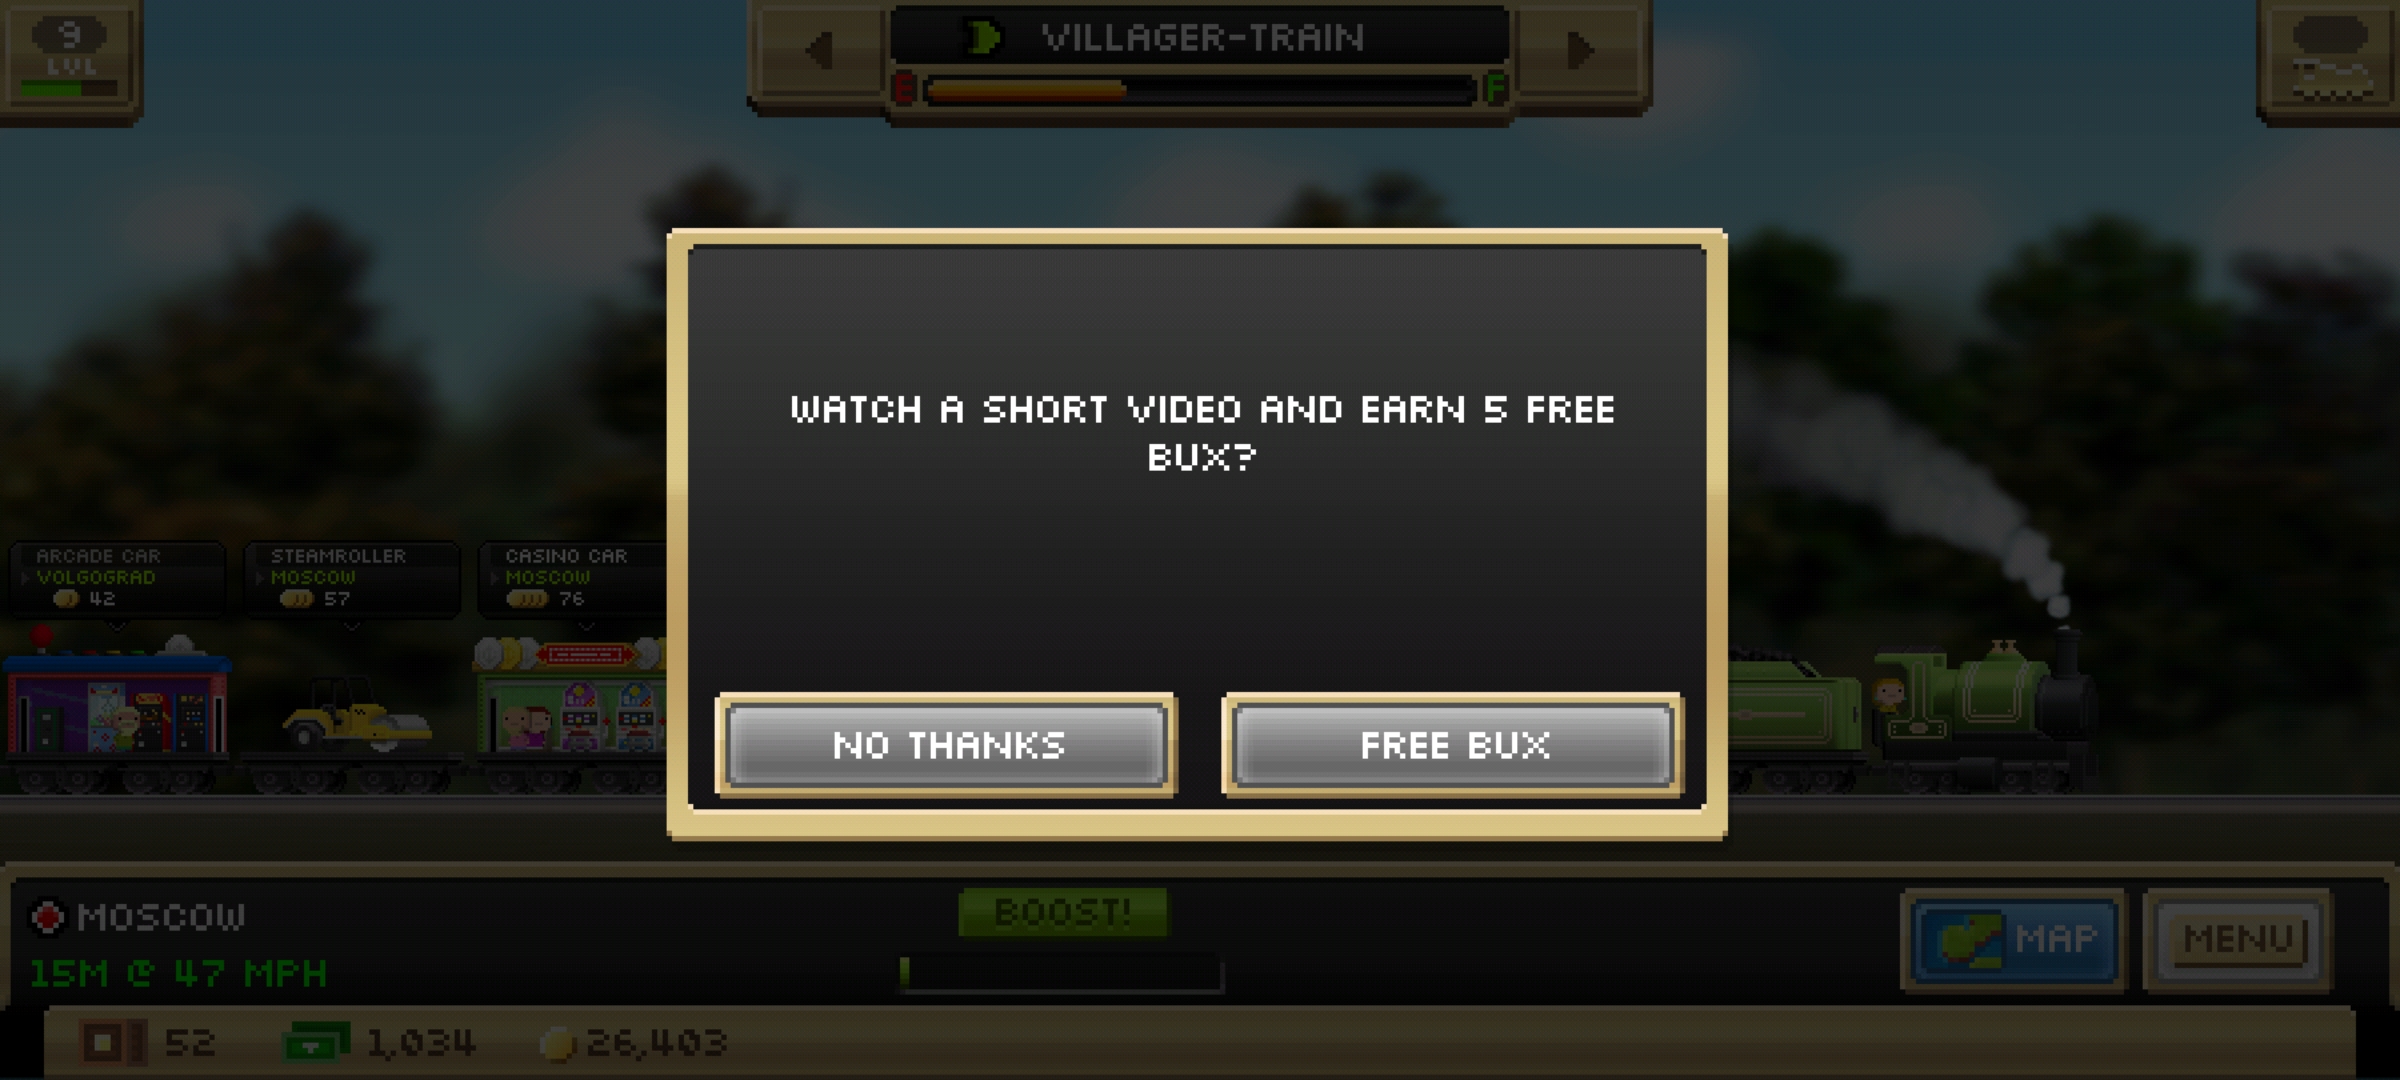 9
LVL
VILLAGER-TRAIN
E F
WATCH A SHORT VIDEO AND EARN 5 FREE
BUX?
ARCADE CAR
VOLGOGRAD
42
STEAMROLLER
MOSCOW
57
CASINO CAR
MOSCOW
76
NO THANKS
FREE BUX
MOSCOW
15M @ 47 MPH
BOOST!
MAP
MENU
52
1,034
26,403